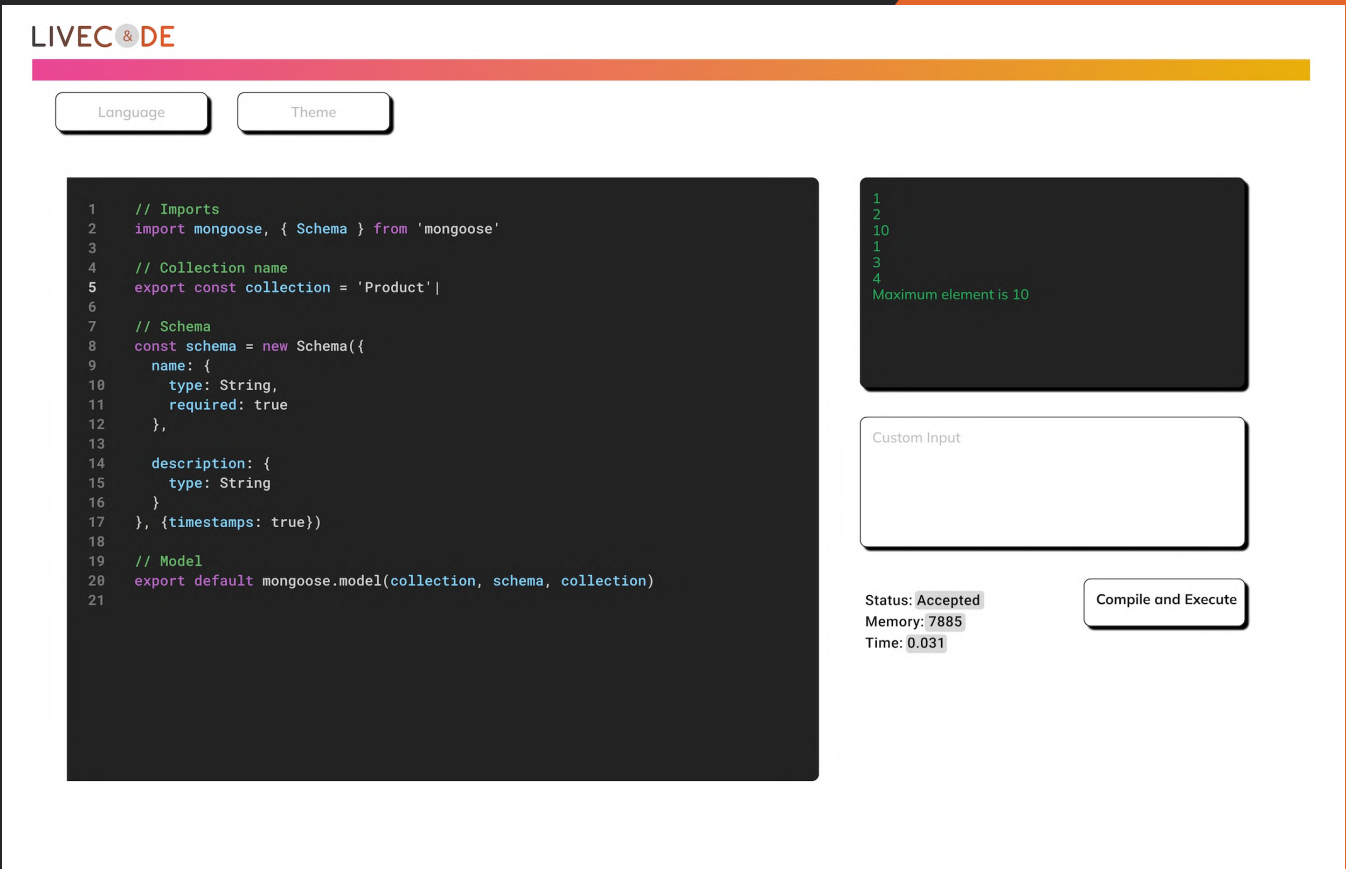 LIVEC&DE
Language
Theme
1 // Imports
2 import mongoose, { Schema } from 'mongoose'
3
4 // Collection name
5 export const collection = 'Product'|
6
7 // Schema
8 const schema = new Schema({
9   name: {
10     type: String,
11     required: true
12   },
13
14   description: {
15     type: String
16   }
17 }, {timestamps: true})
18
19 // Model
20 export default mongoose.model(collection, schema, collection)
21
1
2
10
1
3
4
Maximum element is 10
Custom Input
Status: Accepted
Memory: 7885
Time: 0.031
Compile and Execute